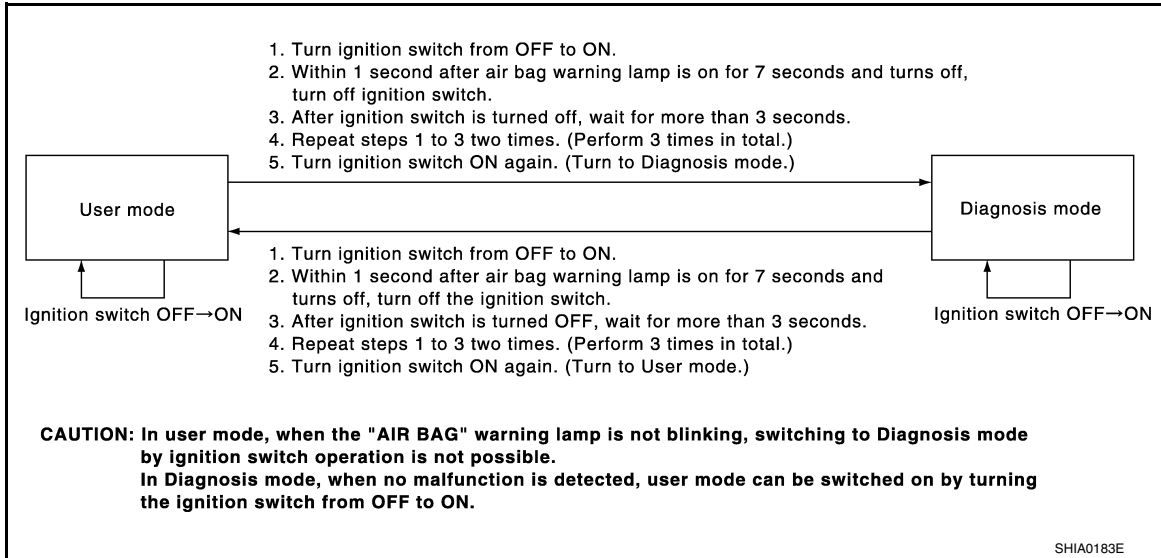 1. Turn ignition switch from OFF to ON.
2. Within 1 second after air bag warning lamp is on for 7 seconds and turns off,
turn off ignition switch.
3. After ignition switch is turned off, wait for more than 3 seconds.
4. Repeat steps 1 to 3 two times. (Perform 3 times in total.)
5. Turn ignition switch ON again. (Turn to Diagnosis mode.)
User mode
Diagnosis mode
Ignition switch OFF→ON
Ignition switch OFF→ON
1. Turn ignition switch from OFF to ON.
2. Within 1 second after air bag warning lamp is on for 7 seconds and
turns off, turn off the ignition switch.
3. After ignition switch is turned OFF, wait for more than 3 seconds.
4. Repeat steps 1 to 3 two times. (Perform 3 times in total.)
5. Turn ignition switch ON again. (Turn to User mode.)
CAUTION: In user mode, when the "AIR BAG" warning lamp is not blinking, switching to Diagnosis mode
by ignition switch operation is not possible.
In Diagnosis mode, when no malfunction is detected, user mode can be switched on by turning
the ignition switch from OFF to ON.
SHIA0183E